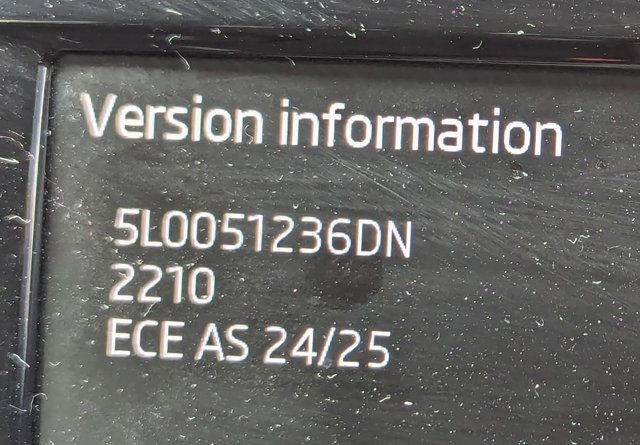 Version information
5L0051236DN
2210
ECE AS 24/25